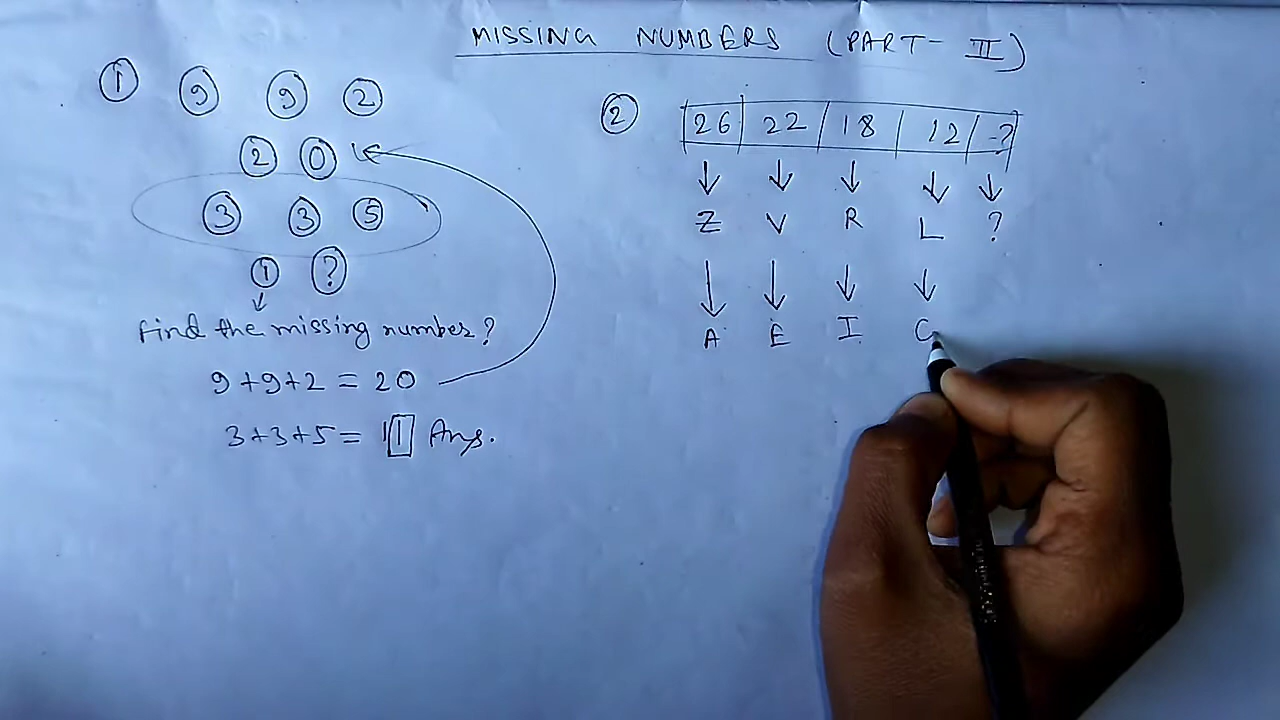 MISSING NUMBERS (PART-II)
① 9 9 2
2 0
3 3 5
1 ?
Find the missing number?
9+9+2 = 20
3+3+5 = 11 Ans.
② 26 22 18 12 ?
Z V R L ?
A E I